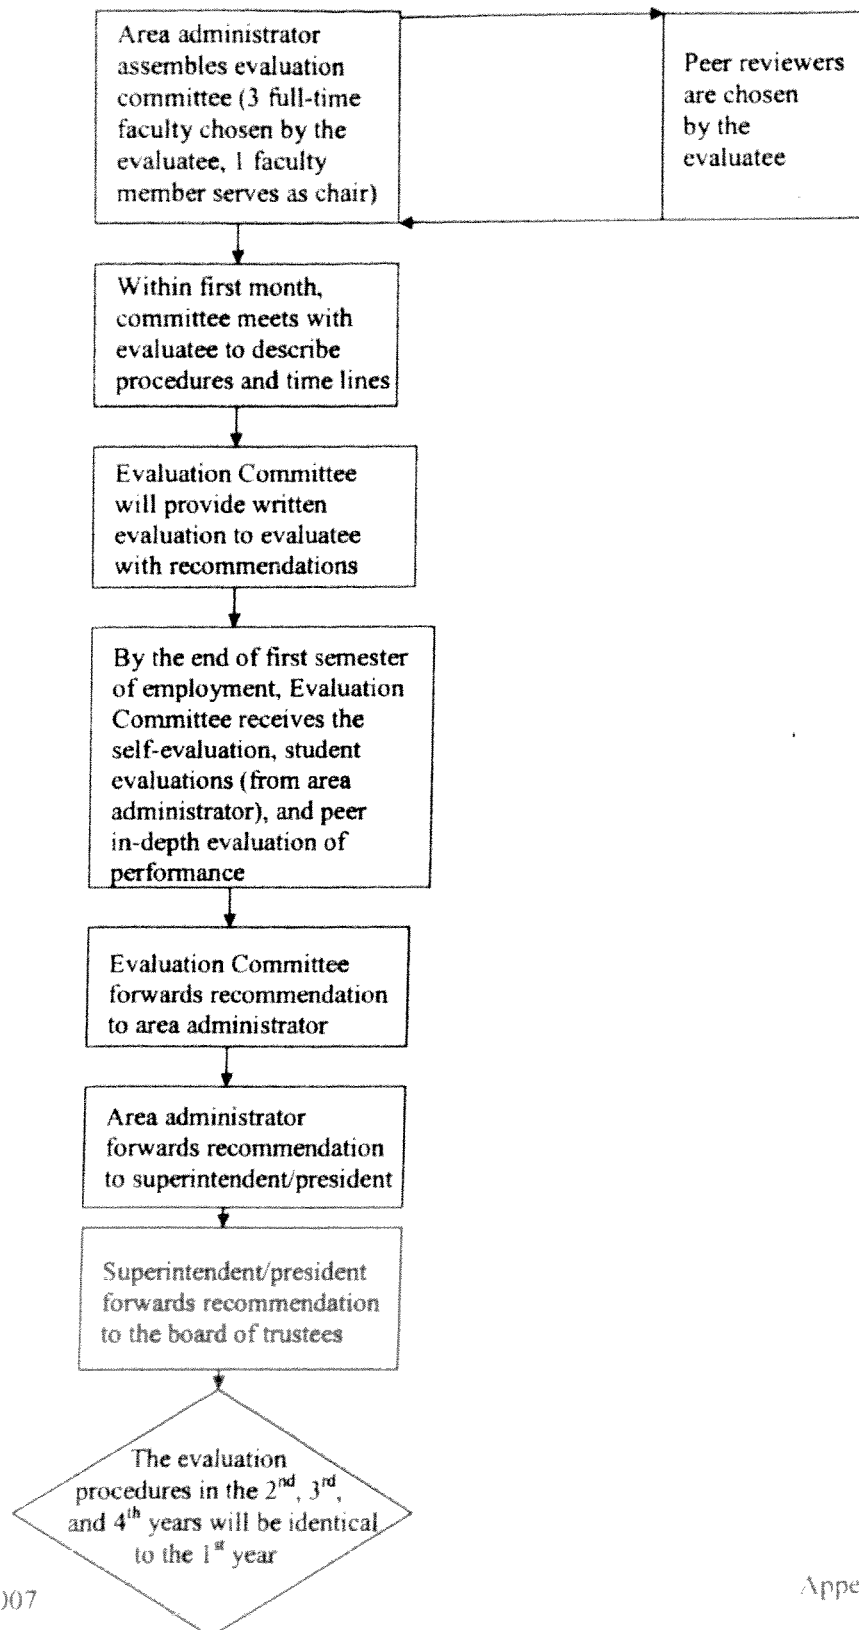 Area administrator
assembles evaluation
committee (3 full-time
faculty chosen by the
evaluatee, 1 faculty
member serves as chair)
Peer reviewers
are chosen
by the
evaluatee
Within first month,
committee meets with
evaluatee to describe
procedures and time lines
Evaluation Committee
will provide written
evaluation to evaluatee
with recommendations
By the end of first semester
of employment, Evaluation
Committee receives the
self-evaluation, student
evaluations (from area
administrator), and peer
in-depth evaluation of
performance
Evaluation Committee
forwards recommendation
to area administrator
Area administrator
forwards recommendation
to superintendent/president
Superintendent/president
forwards recommendation
to the board of trustees
The evaluation
procedures in the 2nd, 3rd,
and 4th years will be identical
to the 1st year
007
Appe